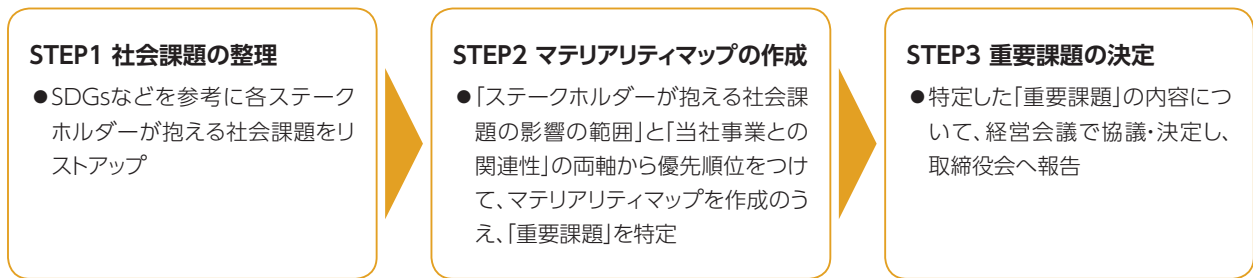 STEP1 社会課題の整理
●SDGsなどを参考に各ステーク
ホルダーが抱える社会課題をリ
ストアップ
STEP2 マテリアリティマップの作成
●「ステークホルダーが抱える社会課
題の影響の範囲」と「当社事業との
関連性」の両軸から優先順位をつけ
て、マテリアリティマップを作成のう
え、「重要課題」を特定
STEP3 重要課題の決定
●特定した「重要課題」の内容につ
いて、経営会議で協議・決定し、
取締役会へ報告